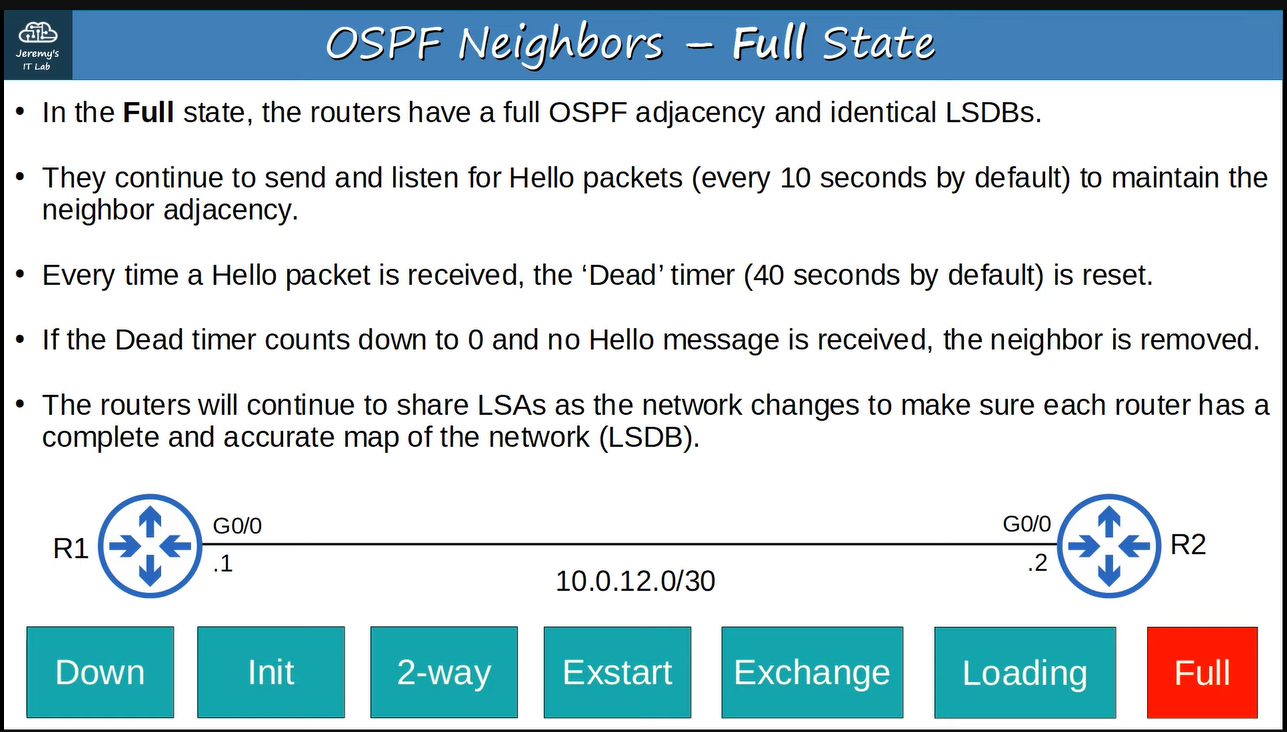 Jeremy's
IT Lab
OSPF Neighbors – Full State
• In the Full state, the routers have a full OSPF adjacency and identical LSDBs.
• They continue to send and listen for Hello packets (every 10 seconds by default) to maintain the
neighbor adjacency.
• Every time a Hello packet is received, the ‘Dead’ timer (40 seconds by default) is reset.
• If the Dead timer counts down to 0 and no Hello message is received, the neighbor is removed.
• The routers will continue to share LSAs as the network changes to make sure each router has a
complete and accurate map of the network (LSDB).
R1
G0/0
.1
10.0.12.0/30
G0/0
.2
R2
Down
Init
2-way
Exstart
Exchange
Loading
Full